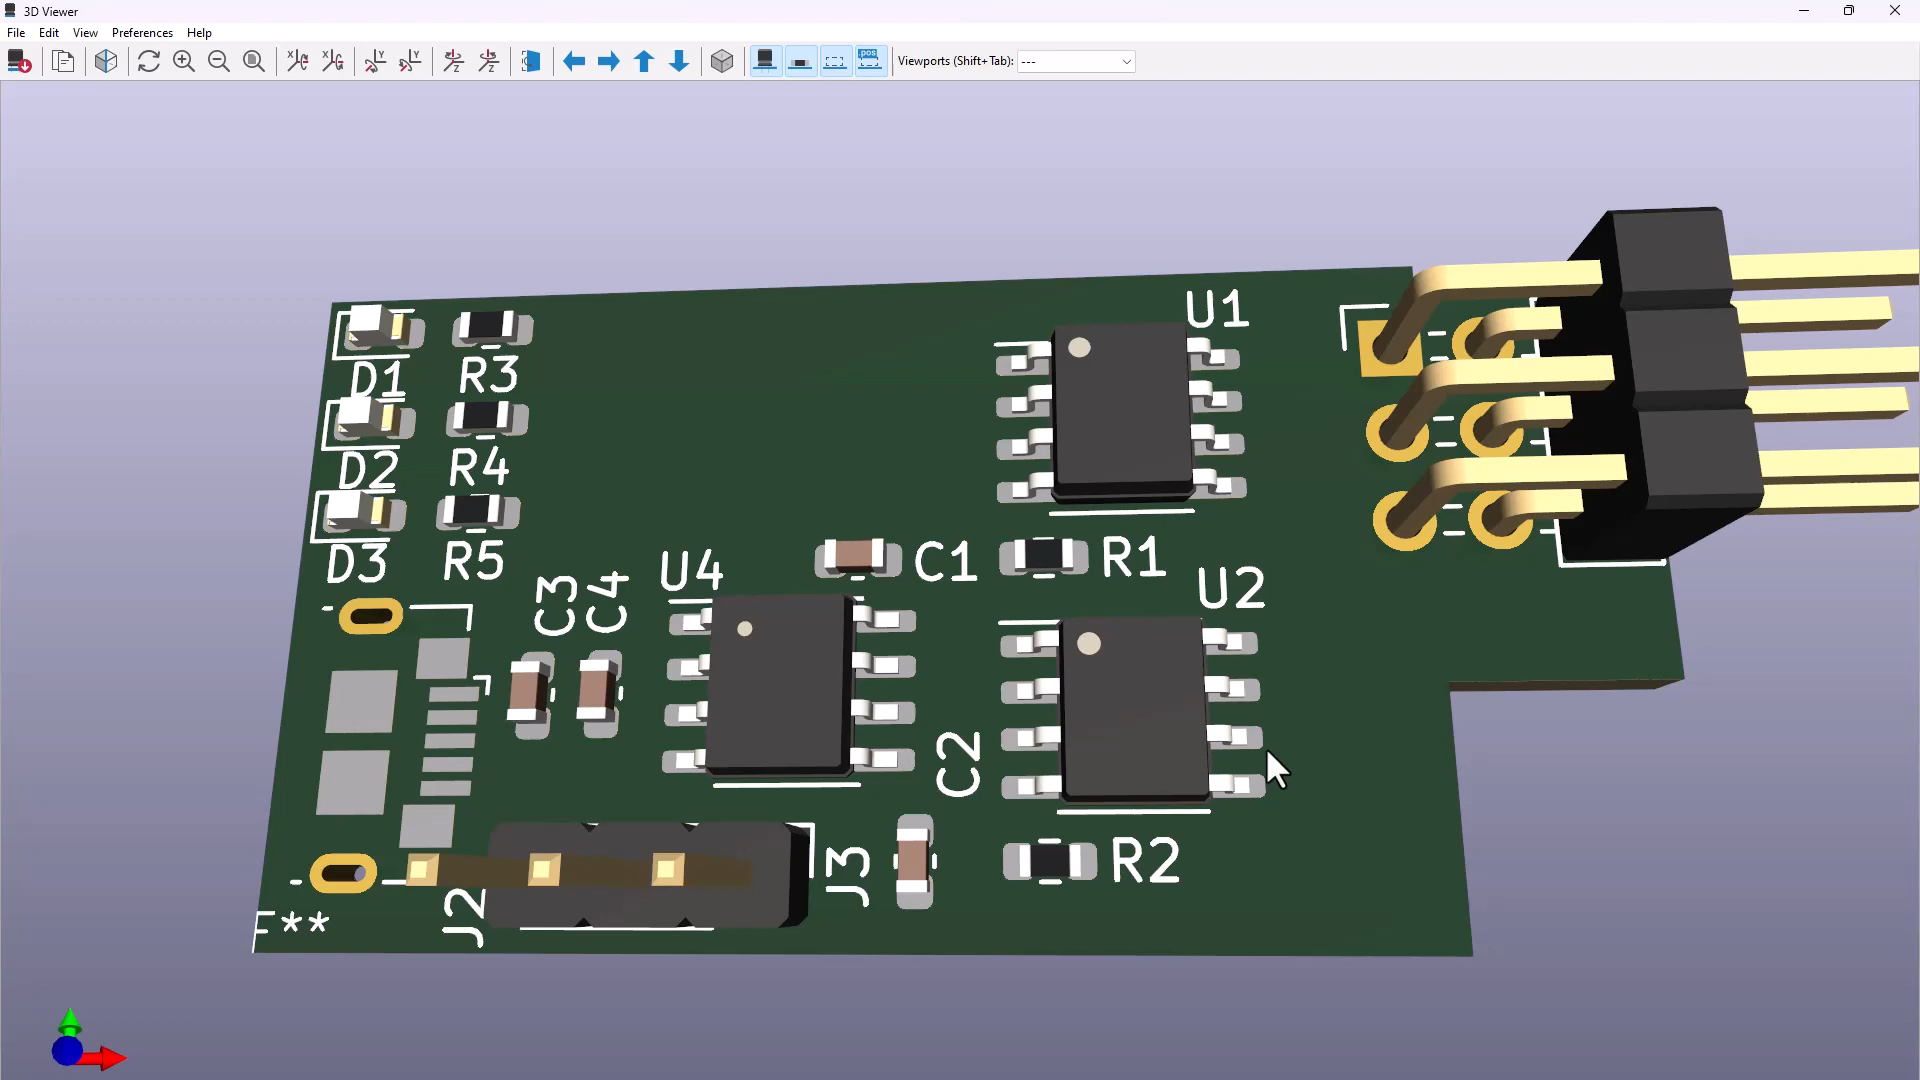 3D Viewer
File Edit View Preferences Help
Viewports (Shift+Tab): ---
U1
D1 R3
D2 R4
D3 R5
C3 C4 U4 C1 R1
U2
C2
J3 R2
J2
F**